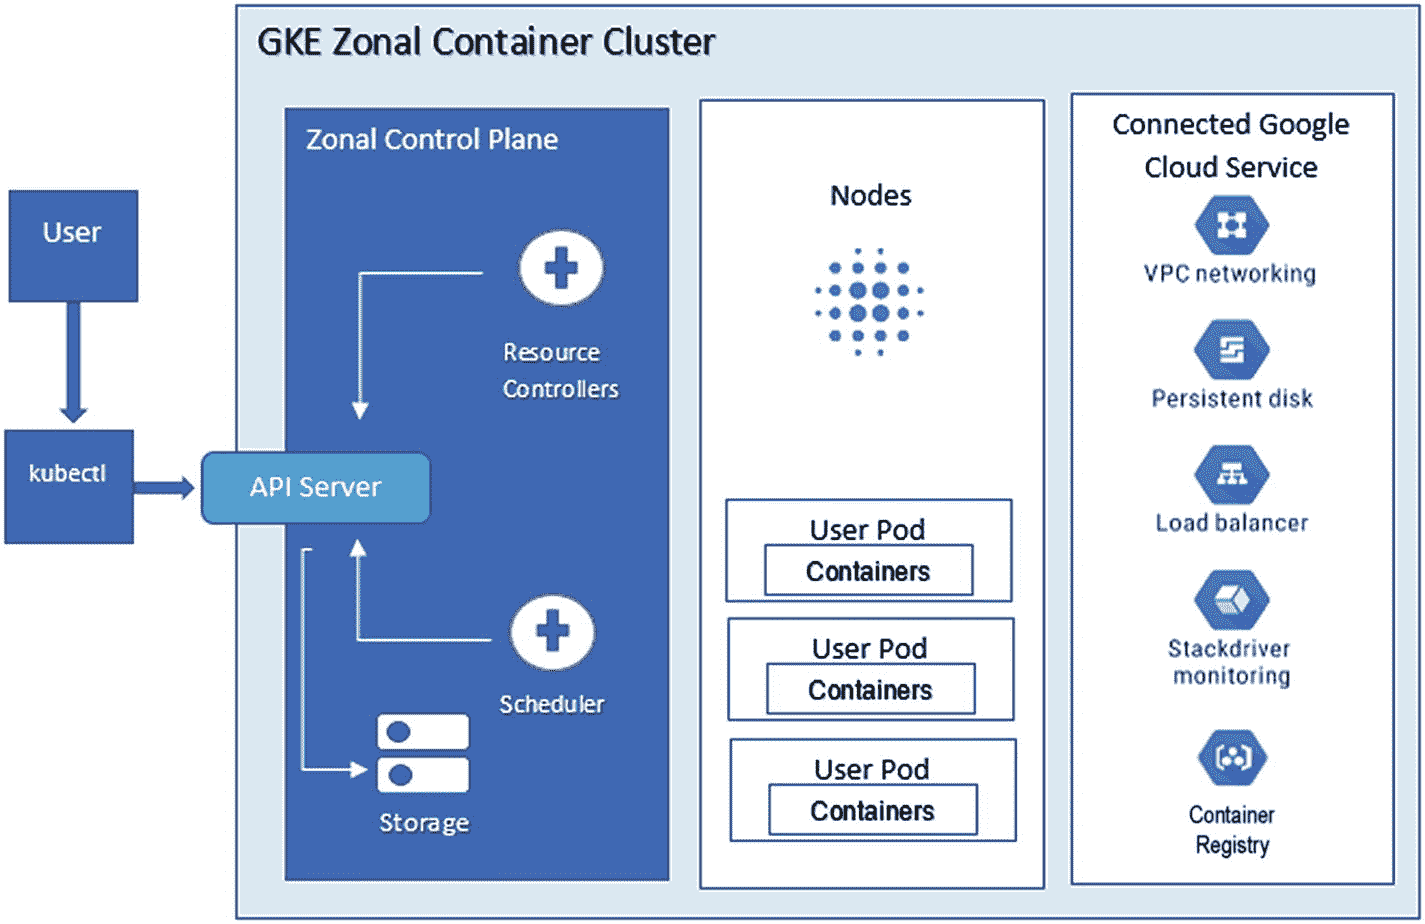 GKE Zonal Container Cluster
User
kubectl
API Server
Zonal Control Plane
Resource
Controllers
Scheduler
Storage
Nodes
User Pod
Containers
User Pod
Containers
User Pod
Containers
Connected Google
Cloud Service
VPC networking
Persistent disk
Load balancer
Stackdriver
monitoring
Container
Registry